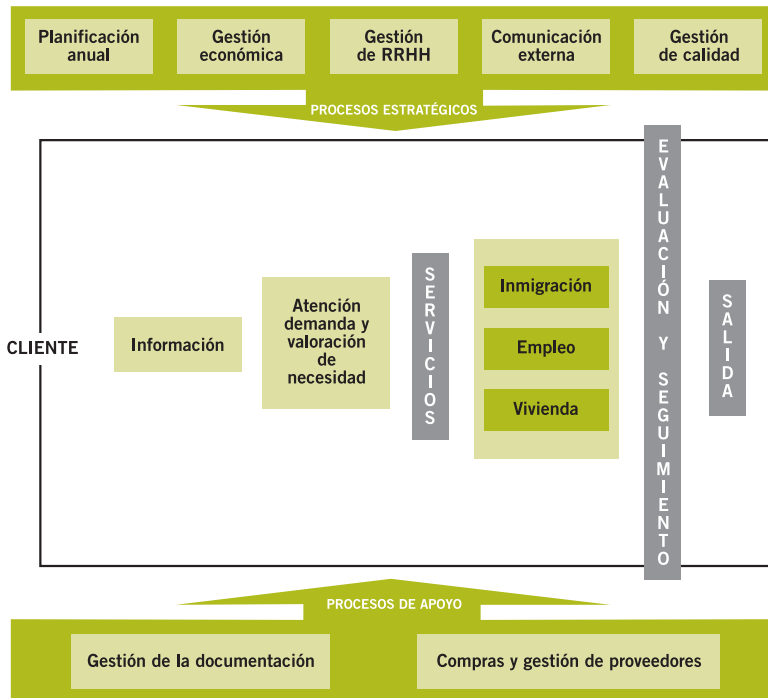 Planificación
anual
Gestión
económica
Gestión
de RRHH
Comunicación
externa
Gestión
de calidad
PROCESOS ESTRATÉGICOS
CLIENTE
Información
Atención
demanda y
valoración
de
necesidad
SERVICIOS
Inmigración
Empleo
Vivienda
EVALUACIÓN Y SEGUIMIENTO
SALIDA
PROCESOS DE APOYO
Gestión de la documentación
Compras y gestión de proveedores